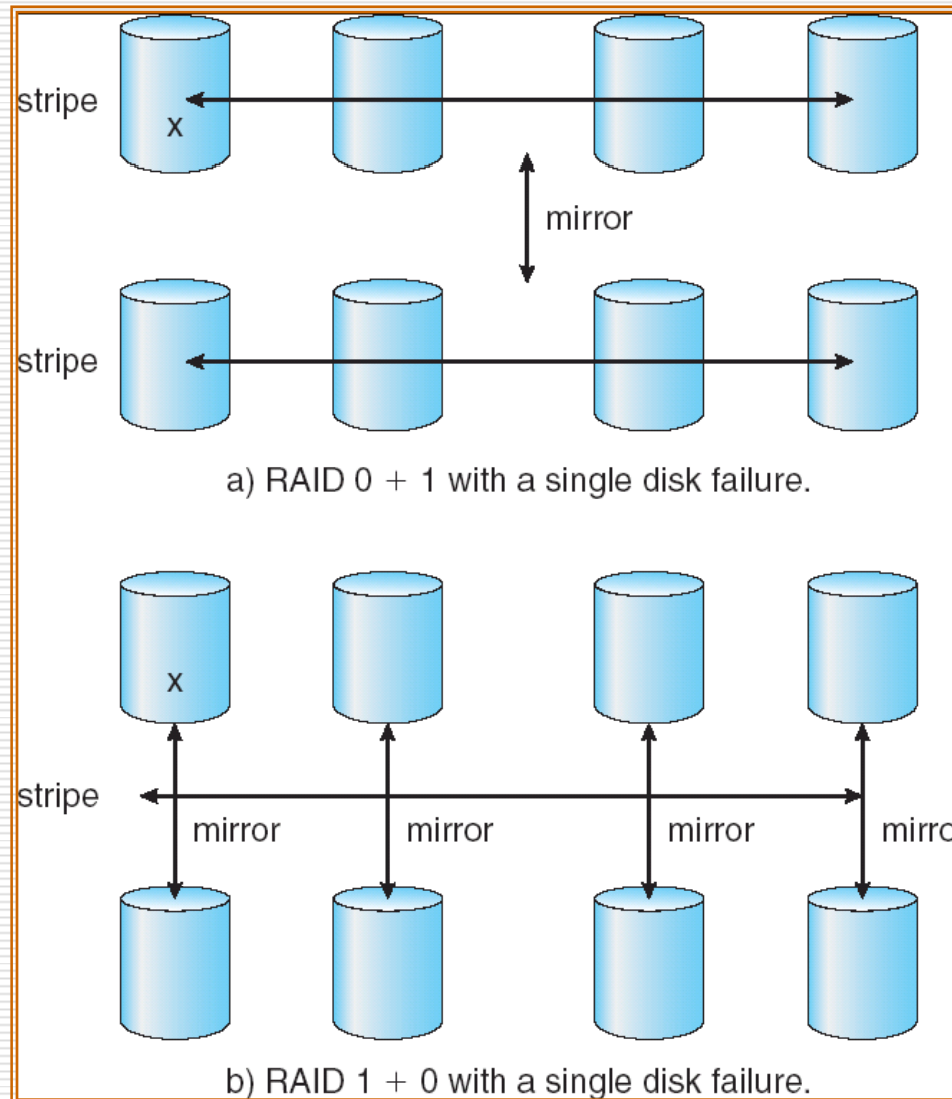 stripe
x
mirror
stripe
a) RAID 0 + 1 with a single disk failure.
x
stripe
mirror mirror mirror mirro
b) RAID 1 + 0 with a single disk failure.